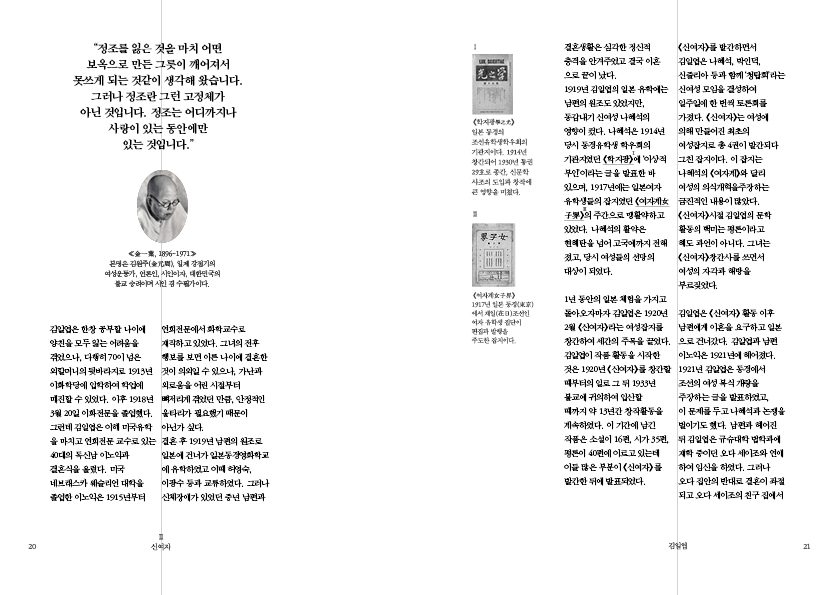 “정조를 잃은 것을 마치 어떤
보옥으로 만든 그릇이 깨어져서
못쓰게 되는 것같이 생각해 왔습니다.
그러나 정조란 그런 고정체가
아닌 것입니다. 정조는 어디까지나
사랑이 있는 동안에만
있는 것입니다.”
≪金一葉, 1896-1971≫
본명은 김원주(金元周), 일제 강점기의
여성운동가, 언론인, 시인이자, 대한민국의
불교 승려이며 시인 겸 수필가이다.
김일엽은 한창 공부할 나이에
양친을 모두 잃는 어려움을
겪었으나, 다행히 70이 넘은
외할머니의 뒷바라지로 1913년
이화학당에 입학하여 학업에
매진할 수 있었다. 이후 1918년
3월 20일 이화전문을 졸업했다.
그런데 김일엽은 이해 미국유학
을 마치고 연희전문 교수로 있는
40대의 독신남 이노익과
결혼식을 올렸다. 미국
네브래스카 웨슬리언 대학을
졸업한 이노익은 1915년부터
연희전문에서 화학교수로
재직하고 있었다. 그녀의 전후
행보를 보면 이른 나이에 결혼한
것이 의외일 수 있으나, 가난과
외로움을 어린 시절부터
뼈저리게 겪었던 만큼, 안정적인
울타리가 필요했기 때문이
아닌가 싶다.
결혼 후 1919년 남편의 원조로
일본에 건너가 일본동경영화학교
에 유학하였고 이때 허영숙,
이광수 등과 교류하였다. 그러나
신체장애가 있었던 중년 남편과
20
Ⅲ
신여자
Ⅰ
《학지광學之光》
일본 동경의
조선유학생학우회의
기관지이다. 1914년
창간되어 1930년 통권
29호로 종간, 신문학
사조의 도입과 창작에
큰 영향을 미쳤다.
Ⅱ
《여자계女子界》
1917년 일본 동경(東京)
에서 재일(在日)조선인
여자 유학생 집단이
편집과 발행을
주도한 잡지이다.
결혼생활은 심각한 정신적
충격을 안겨주었고 결국 이혼
으로 끝이 났다.
1919년 김일엽의 일본 유학에는
남편의 원조도 있었지만,
동갑내기 신여성 나혜석의
영향이 컸다. 나혜석은 1914년
당시 동경유학생 학우회의
기관지였던 《학지광》에 ‘이상적
부인’이라는 글을 발표한 바
있으며, 1917년에는 일본여자
유학생들의 잡지였던 《여자계女
子界》의 주간으로 맹활약하고
있었다. 나혜석의 활약은
현해탄을 넘어 고국에까지 전해
졌고, 당시 여성들의 선망의
대상이 되었다.
1년 동안의 일본 체험을 가지고
돌아오자마자 김일엽은 1920년
2월 《신여자》라는 여성잡지를
창간하여 세간의 주목을 끌었다.
김일엽이 작품 활동을 시작한
것은 1920년 《신여자》를 창간할
때부터의 일로 그 뒤 1933년
불교에 귀의하여 입산할
때까지 약 13년간 창작활동을
계속하였다. 이 기간에 남긴
작품은 소설이 16편, 시가 35편,
평론이 40편에 이르고 있는데
이들 많은 부분이 《신여자》를
발간한 뒤에 발표되었다.
《신여자》를 발간하면서
김일엽은 나혜석, 박인덕,
신줄리아 등과 함께 ‘청탑회’라는
신여성 모임을 결성하여
일주일에 한 번씩 토론회를
가졌다. 《신여자》는 여성에
의해 만들어진 최초의
여성잡지로 총 4권이 발간되다
그친 잡지이다. 이 잡지는
나혜석의 《여자계》와 달리
여성의 의식개혁을주장하는
급진적인 내용이 많았다.
《신여자》시절 김일엽의 문학
활동의 백미는 평론이라고
해도 과언이 아니다. 그녀는
《신여자》창간사를 쓰면서
여성의 자각과 해방을
부르짖었다.
김일엽은 《신여자》 활동 이후
남편에게 이혼을 요구하고 일본
으로 건너갔다. 김일엽과 남편
이노익은 1921년에 헤어졌다.
1921년 김일엽은 동경에서
조선의 여성 복식 개량을
주장하는 글을 발표하였고,
이 문제를 두고 나혜석과 논쟁을
벌이기도 했다. 남편과 헤어진
뒤 김일엽은 규슈대학 법학과에
재학 중이던 오다 세이조와 연애
하여 임신을 하였다. 그러나
오다 집안의 반대로 결혼이 좌절
되고 오다 세이조의 친구 집에서
김일엽
21